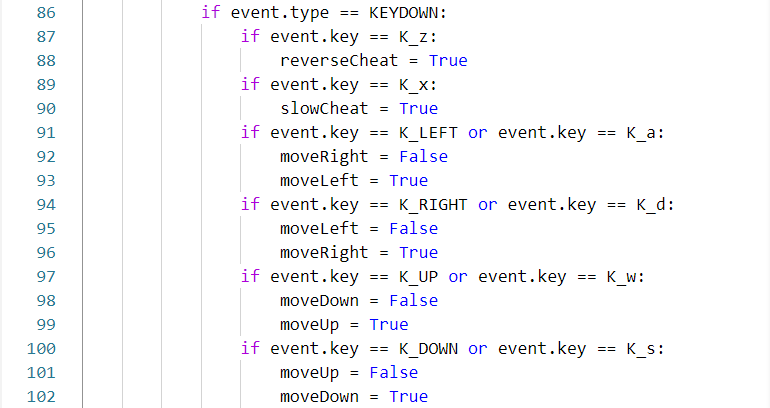 86 if event.type == KEYDOWN:
87 if event.key == K_z:
88 reverseCheat = True
89 if event.key == K_x:
90 slowCheat = True
91 if event.key == K_LEFT or event.key == K_a:
92 moveRight = False
93 moveLeft = True
94 if event.key == K_RIGHT or event.key == K_d:
95 moveLeft = False
96 moveRight = True
97 if event.key == K_UP or event.key == K_w:
98 moveDown = False
99 moveUp = True
100 if event.key == K_DOWN or event.key == K_s:
101 moveUp = False
102 moveDown = True